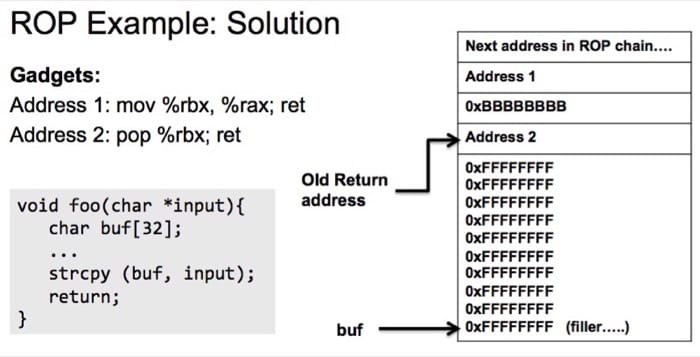 ROP Example: Solution
Gadgets:
Address 1: mov %rbx, %rax; ret
Address 2: pop %rbx; ret
void foo(char *input){
char buf[32];
...
strcpy (buf, input);
return;
}
Old Return
address
buf
Next address in ROP chain....
Address 1
0xBBBBBBBB
Address 2
0xFFFFFFFF
0xFFFFFFFF
0xFFFFFFFF
0xFFFFFFFF
0xFFFFFFFF
0xFFFFFFFF
0xFFFFFFFF
0xFFFFFFFF
0xFFFFFFFF
0xFFFFFFFF (filler.....)